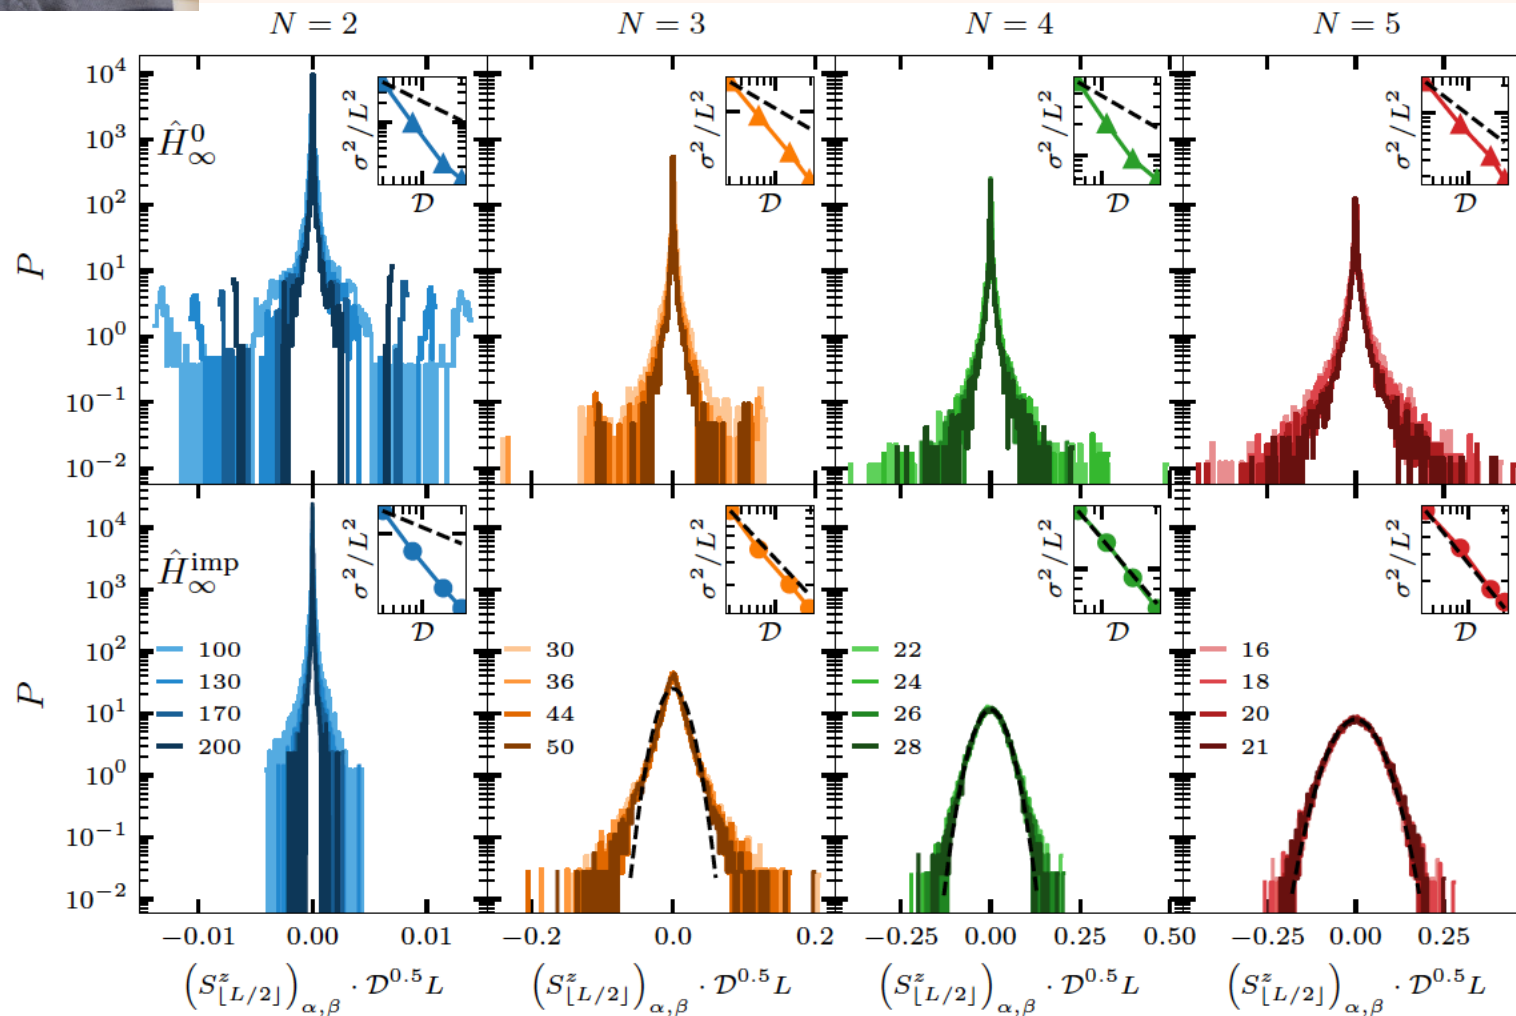 N = 2 N = 3 N = 4 N = 5
10^4
10^3
10^2
10^1
10^0
10^{-1}
10^{-2}
P
\hat{H}^0_\infty
σ^2/L^2
D
σ^2/L^2
D
σ^2/L^2
D
σ^2/L^2
D
10^4
10^3
10^2
10^1
10^0
10^{-1}
10^{-2}
P
\hat{H}^{imp}_\infty
σ^2/L^2
D
σ^2/L^2
D
σ^2/L^2
D
σ^2/L^2
D
100
130
170
200
30
36
44
50
22
24
26
28
16
18
20
21
−0.01 0.00 0.01
−0.2 0.0 0.2
−0.25 0.00 0.25 0.50
−0.25 0.00 0.25
(S^z_{⌊L/2⌋})_{α,β} · D^{0.5}L
(S^z_{⌊L/2⌋})_{α,β} · D^{0.5}L
(S^z_{⌊L/2⌋})_{α,β} · D^{0.5}L
(S^z_{⌊L/2⌋})_{α,β} · D^{0.5}L